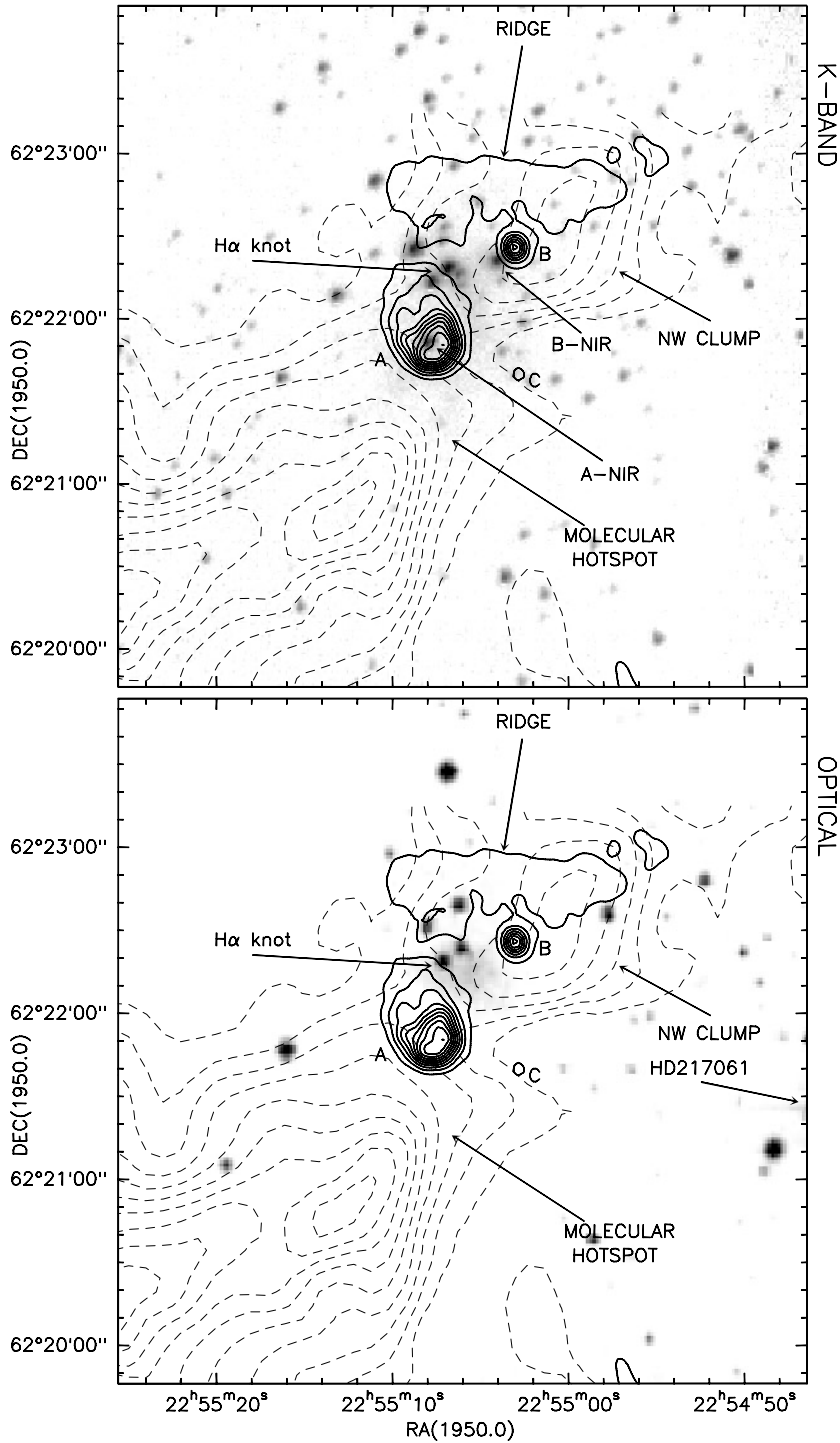 RIDGE
K-BAND
62°23'00"
B
Hα knot
62°22'00"
B-NIR
NW CLUMP
A
C
DEC(1950.0)
A-NIR
62°21'00"
MOLECULAR
HOTSPOT
62°20'00"
RIDGE
OPTICAL
62°23'00"
Hα knot
B
62°22'00"
NW CLUMP
A
C
HD217061
DEC(1950.0)
62°21'00"
MOLECULAR
HOTSPOT
62°20'00"
22ʰ55ᵐ20ˢ 22ʰ55ᵐ10ˢ 22ʰ55ᵐ00ˢ 22ʰ54ᵐ50ˢ
RA(1950.0)